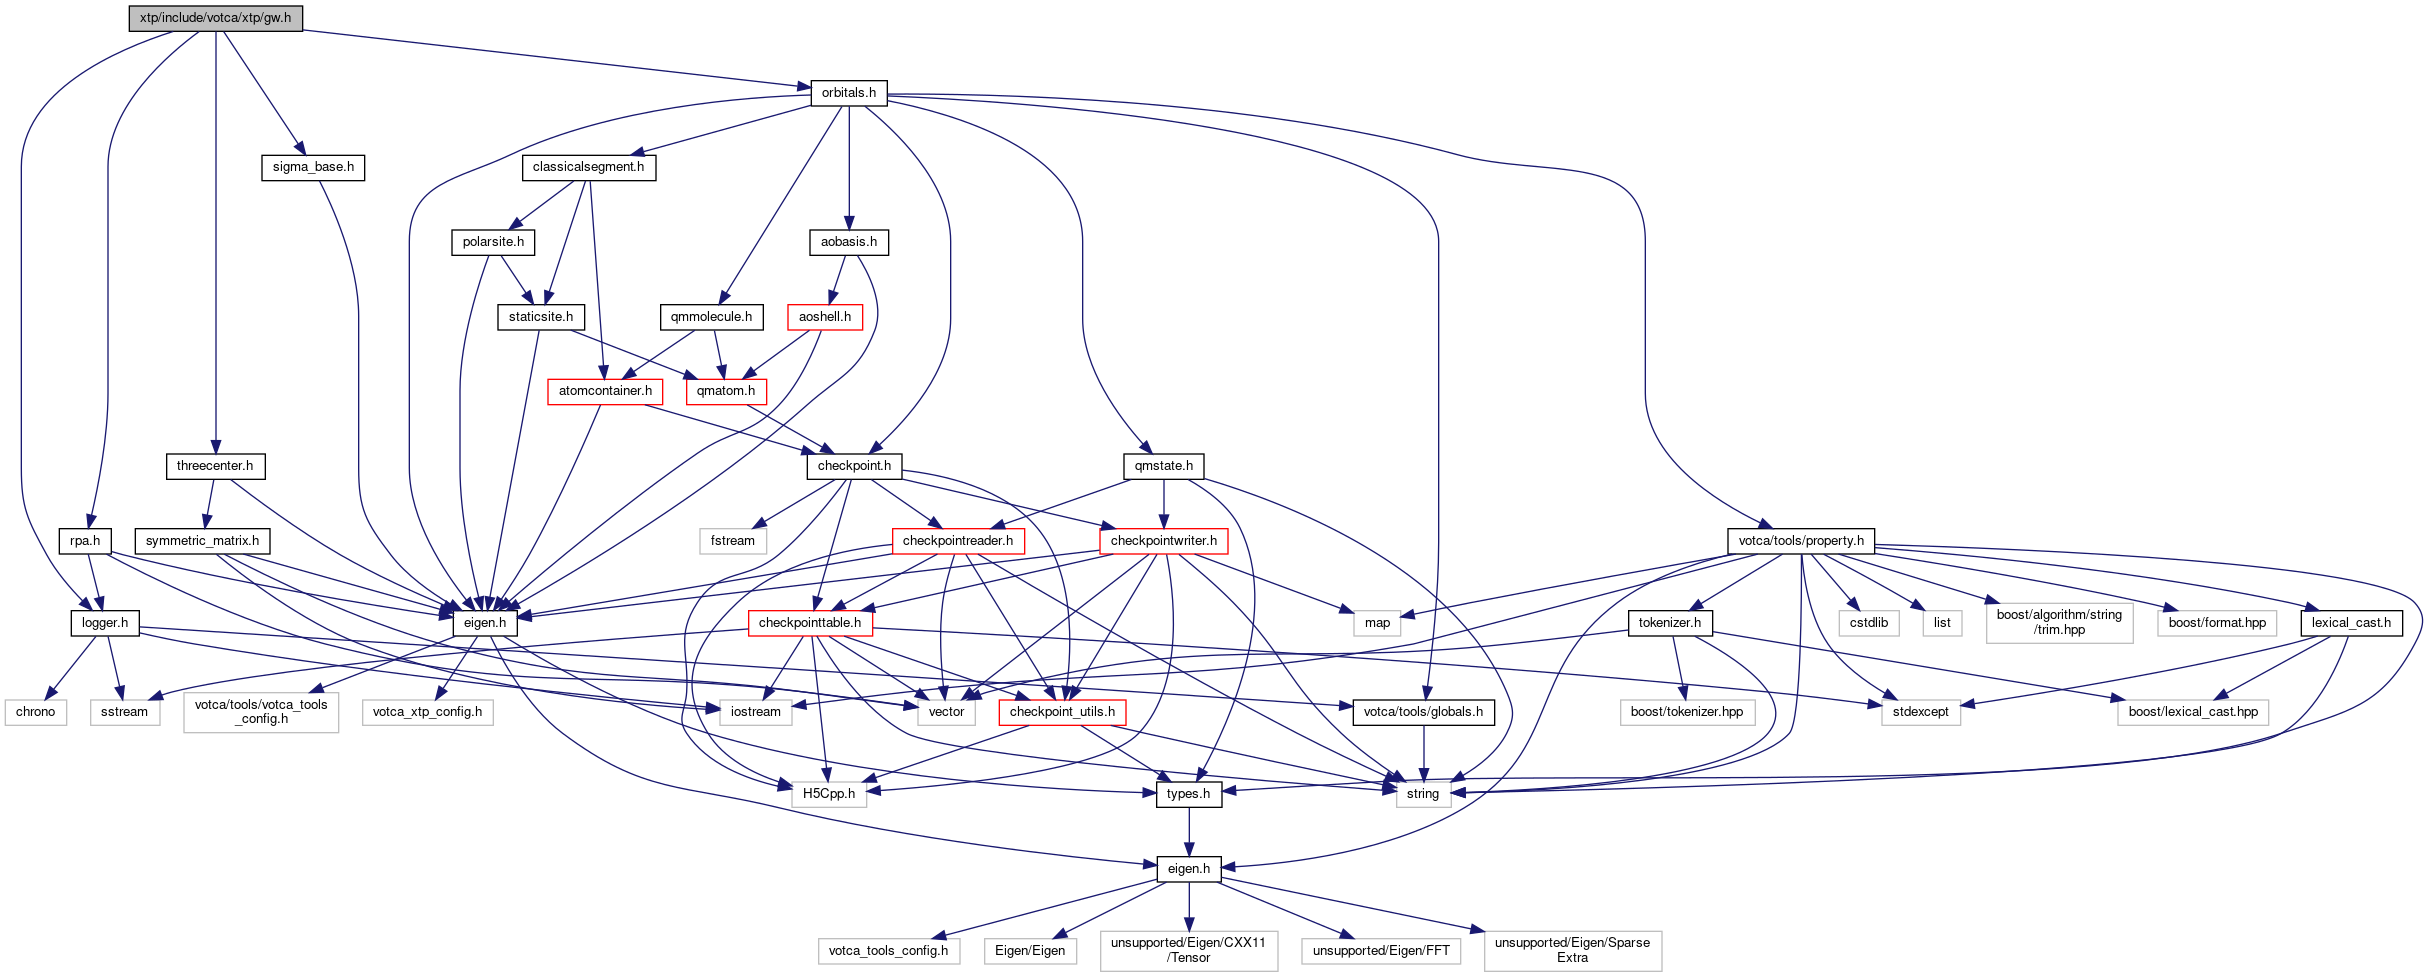 xtp/include/votca/xtp/gw.h
orbitals.h
sigma_base.h
classicalsegment.h
polarsite.h
aobasis.h
staticsite.h
qmmolecule.h
aoshell.h
atomcontainer.h
qmatom.h
threecenter.h
checkpoint.h
qmstate.h
rpa.h
symmetric_matrix.h
fstream
checkpointreader.h
checkpointwriter.h
votca/tools/property.h
logger.h
eigen.h
checkpointtable.h
map
tokenizer.h
cstdlib
list
boost/algorithm/string
/trim.hpp
boost/format.hpp
lexical_cast.h
chrono
sstream
votca/tools/votca_tools
_config.h
votca_xtp_config.h
iostream
vector
checkpoint_utils.h
votca/tools/globals.h
boost/tokenizer.hpp
stdexcept
boost/lexical_cast.hpp
H5Cpp.h
types.h
string
eigen.h
votca_tools_config.h
Eigen/Eigen
unsupported/Eigen/CXX11
/Tensor
unsupported/Eigen/FFT
unsupported/Eigen/Sparse
Extra